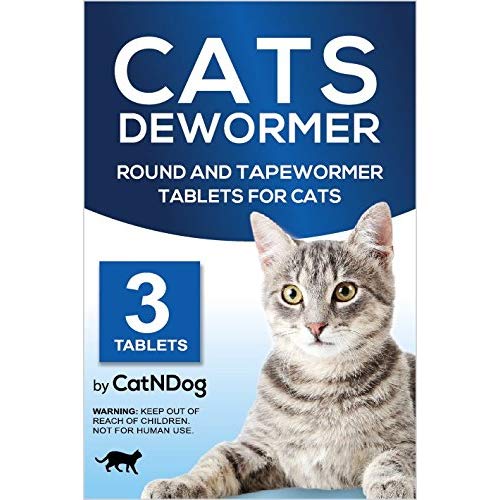 CATS
DEWORMER
ROUND AND TAPEWORMER
TABLETS FOR CATS
3
TABLETS
by CatNDog
WARNING: KEEP OUT OF
REACH OF CHILDREN.
NOT FOR HUMAN USE.